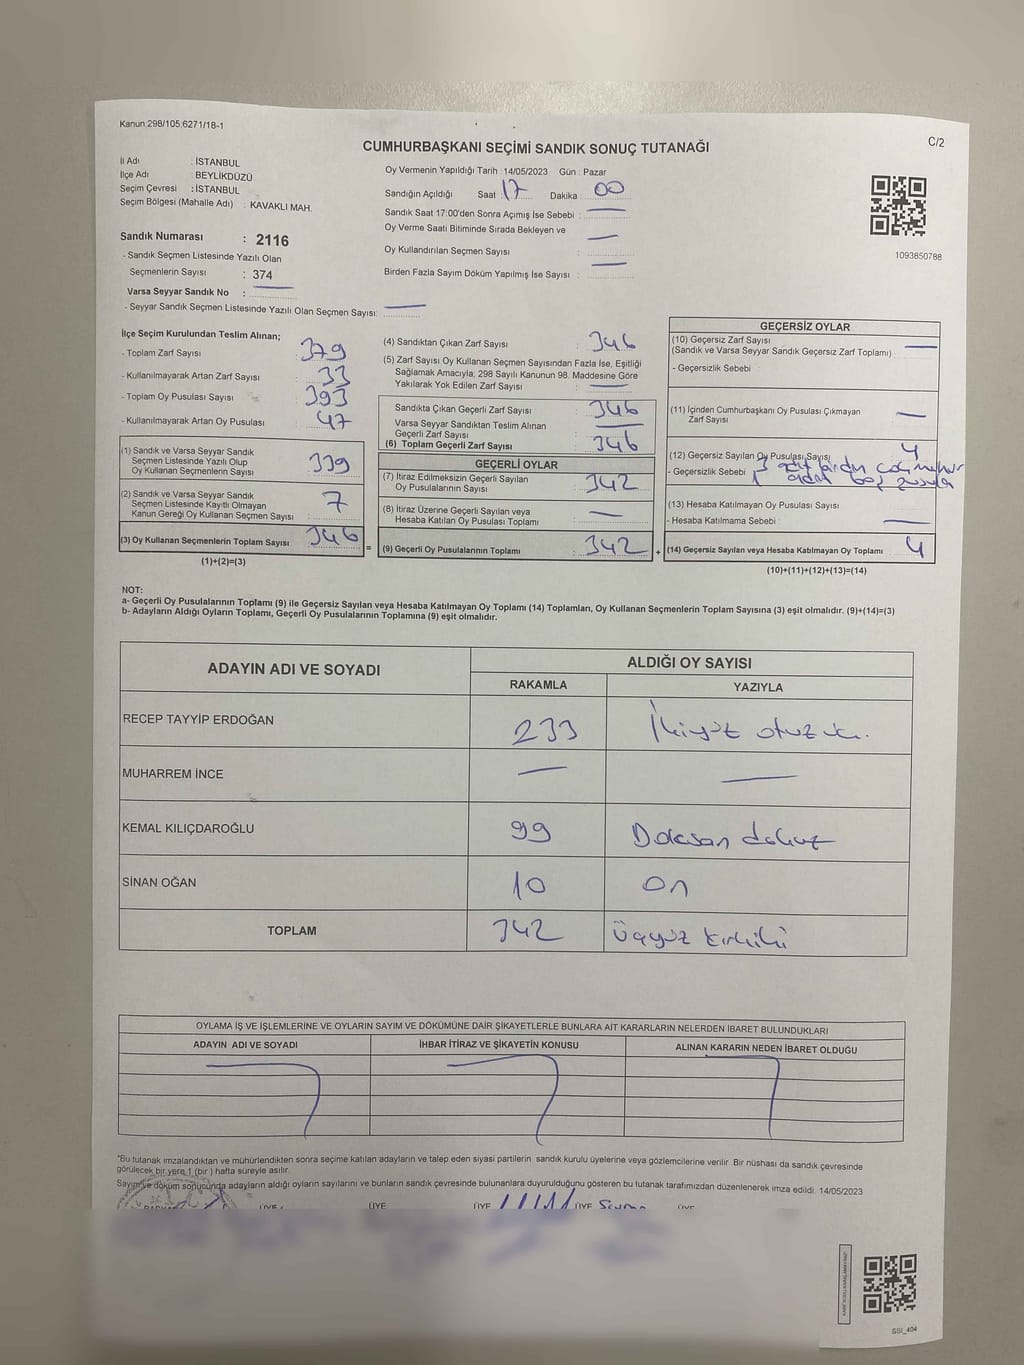 Kanun:298/105;6271/18-1
C/2
CUMHURBAŞKANI SEÇİMİ SANDIK SONUÇ TUTANAĞI
İl Adı : İSTANBUL
İlçe Adı : BEYLİKDÜZÜ
Seçim Çevresi : İSTANBUL
Seçim Bölgesi (Mahalle Adı) : KAVAKLI MAH.
Sandık Numarası : 2116
- Sandık Seçmen Listesinde Yazılı Olan
Seçmenlerin Sayısı : 374
Varsa Seyyar Sandık No : —
- Seyyar Sandık Seçmen Listesinde Yazılı Olan Seçmen Sayısı: —
Oy Vermenin Yapıldığı Tarih : 14/05/2023 Gün : Pazar
Sandığın Açıldığı Saat : 17 Dakika : 00
Sandık Saat 17:00'den Sonra Açımış İse Sebebi : —
Oy Verme Saati Bitiminde Sırada Bekleyen ve
Oy Kullandırılan Seçmen Sayısı : —
Birden Fazla Sayım Döküm Yapılmış İse Sayısı : —
1093850788
İlçe Seçim Kurulundan Teslim Alınan;
- Toplam Zarf Sayısı : 379
- Kullanılmayarak Artan Zarf Sayısı : 33
- Toplam Oy Pusulası Sayısı : 393
- Kullanılmayarak Artan Oy Pusulası : 47
(1) Sandık ve Varsa Seyyar Sandık
Seçmen Listesinde Yazılı Olup
Oy Kullanan Seçmenlerin Sayısı : 339
(2) Sandık ve Varsa Seyyar Sandık
Seçmen Listesinde Kayıtlı Olmayan
Kanun Gereği Oy Kullanan Seçmen Sayısı : 7
(3) Oy Kullanan Seçmenlerin Toplam Sayısı : 346
(1)+(2)=(3)
=
(4) Sandıktan Çıkan Zarf Sayısı : 346
(5) Zarf Sayısı Oy Kullanan Seçmen Sayısından Fazla İse, Eşitliği
Sağlamak Amacıyla; 298 Sayılı Kanunun 98. Maddesine Göre
Yakılarak Yok Edilen Zarf Sayısı : —
Sandıkta Çıkan Geçerli Zarf Sayısı : 346
Varsa Seyyar Sandıktan Teslim Alınan
Geçerli Zarf Sayısı : —
(6) Toplam Geçerli Zarf Sayısı : 346
GEÇERLİ OYLAR
(7) İtiraz Edilmeksizin Geçerli Sayılan
Oy Pusulalarının Sayısı : 342
(8) İtiraz Üzerine Geçerli Sayılan veya
Hesaba Katılan Oy Pusulası Toplamı : —
(9) Geçerli Oy Pusulalarının Toplamı : 342
+
GEÇERSİZ OYLAR
(10) Geçersiz Zarf Sayısı
(Sandık ve Varsa Seyyar Sandık Geçersiz Zarf Toplamı) : —
- Geçersizlik Sebebi :
(11) İçinden Cumhurbaşkanı Oy Pusulası Çıkmayan
Zarf Sayısı : —
(12) Geçersiz Sayılan Oy Pusulası Sayısı : 4
- Geçersizlik Sebebi : 3
1 boş pusula
(13) Hesaba Katılmayan Oy Pusulası Sayısı
- Hesaba Katılmama Sebebi : —
(14) Geçersiz Sayılan veya Hesaba Katılmayan Oy Toplamı : 4
(10)+(11)+(12)+(13)=(14)
NOT:
a- Geçerli Oy Pusulalarının Toplamı (9) ile Geçersiz Sayılan veya Hesaba Katılmayan Oy Toplamı (14) Toplamları, Oy Kullanan Seçmenlerin Toplam Sayısına (3) eşit olmalıdır. (9)+(14)=(3)
b- Adayların Aldığı Oyların Toplamı, Geçerli Oy Pusulalarının Toplamına (9) eşit olmalıdır.
ADAYIN ADI VE SOYADI ALDIĞI OY SAYISI
RAKAMLA YAZIYLA
RECEP TAYYİP ERDOĞAN 233 İkiyüz otuz
MUHARREM İNCE — —
KEMAL KILIÇDAROĞLU 99 Doksan dokuz
SİNAN OĞAN 10 On
TOPLAM 342 Üçyüz kırkiki
OYLAMA İŞ VE İŞLEMLERİNE VE OYLARIN SAYIM VE DÖKÜMÜNE DAİR ŞİKAYETLERLE BUNLARA AİT KARARLARIN NELERDEN İBARET BULUNDUKLARI
ADAYIN ADI VE SOYADI İHBAR İTİRAZ VE ŞİKAYETİN KONUSU ALINAN KARARIN NEDEN İBARET OLDUĞU
*Bu tutanak imzalandıktan ve mühürlendikten sonra seçime katılan adayların ve talep eden siyasi partilerin sandık kurulu üyelerine veya gözlemcilerine verilir. Bir nüshası da sandık çevresinde
görülecek bir yere 1 (bir) hafta süreyle asılır.
Sayım ve döküm sonucunda adayların aldığı oyların sayılarını ve bunların sandık çevresinde bulunanlara duyurulduğunu gösteren bu tutanak tarafımızdan düzenlenerek imza edildi. 14/05/2023
ÜYE ÜYE ÜYE ÜYE ÜYE
SSI_404